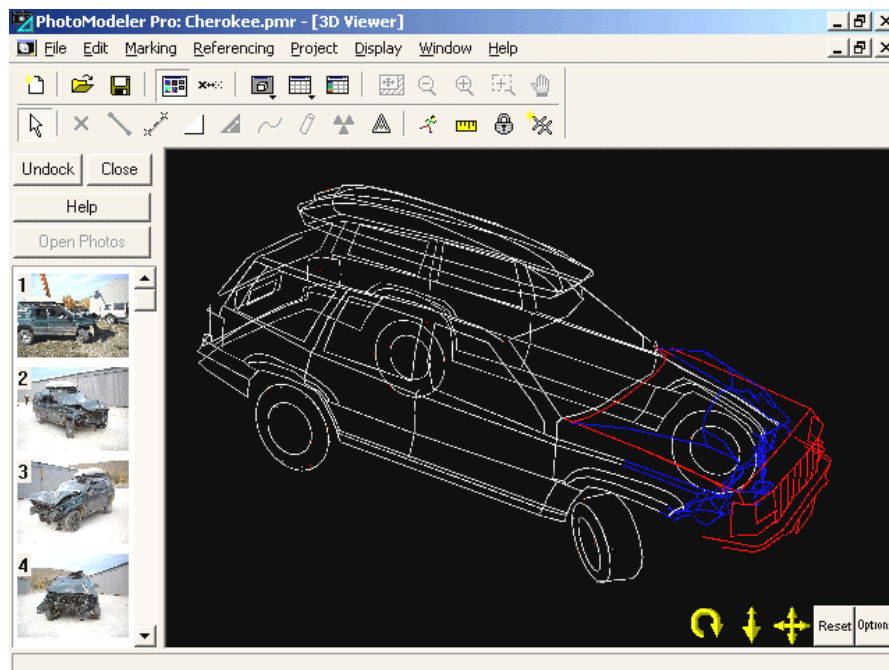 PhotoModeler Pro: Cherokee.pmr - [3D Viewer]
File Edit Marking Referencing Project Display Window Help
Undock Close
Help
Open Photos
1
2
3
4
Reset Option